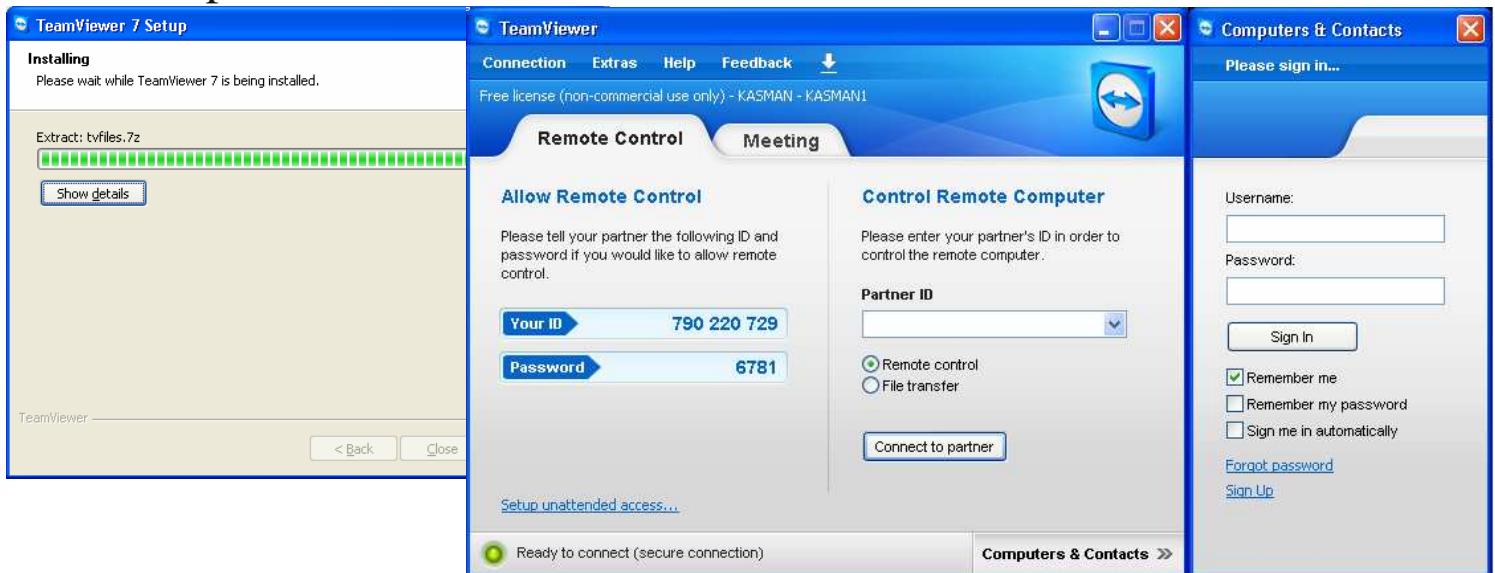 TeamViewer 7 Setup
Installing
Please wait while TeamViewer 7 is being installed.
Extract: tvfiles.7z
Show details
TeamViewer
< Back
Close
TeamViewer
Connection Extras Help Feedback
Free license (non-commercial use only) - KASMAN - KASMAN1
Remote Control Meeting
Allow Remote Control
Please tell your partner the following ID and
password if you would like to allow remote
control.
Your ID 790 220 729
Password 6781
Setup unattended access...
Control Remote Computer
Please enter your partner's ID in order to
control the remote computer.
Partner ID
Remote control
File transfer
Connect to partner
Ready to connect (secure connection)
Computers & Contacts >>
Computers & Contacts
Please sign in...
Username:
Password:
Sign In
Remember me
Remember my password
Sign me in automatically
Forgot password
Sign Up